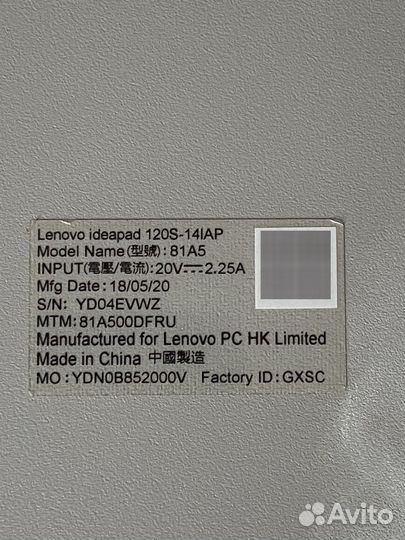 Lenovo ideapad 120S-14IAP
Model Name(型號): 81A5
INPUT(電壓/電流):20V⎓2.25A
Mfg Date: 18/05/20
S/N: YD04EVWZ
MTM: 81A500DFRU
Manufactured for Lenovo PC HK Limited
Made in China 中國製造
MO : YDN0B852000V Factory ID: GXSC
Avito